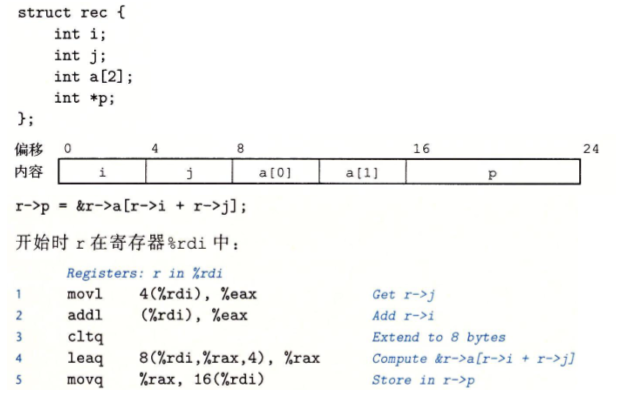 struct rec {
    int i;
    int j;
    int a[2];
    int *p;
};
偏移 0 4 8 16 24
内容 i j a[0] a[1] p
r->p = &r->a[r->i + r->j];
开始时 r 在寄存器%rdi 中：
Registers: r in %rdi
1 movl 4(%rdi), %eax Get r->j
2 addl (%rdi), %eax Add r->i
3 cltq Extend to 8 bytes
4 leaq 8(%rdi,%rax,4), %rax Compute &r->a[r->i + r->j]
5 movq %rax, 16(%rdi) Store in r->p